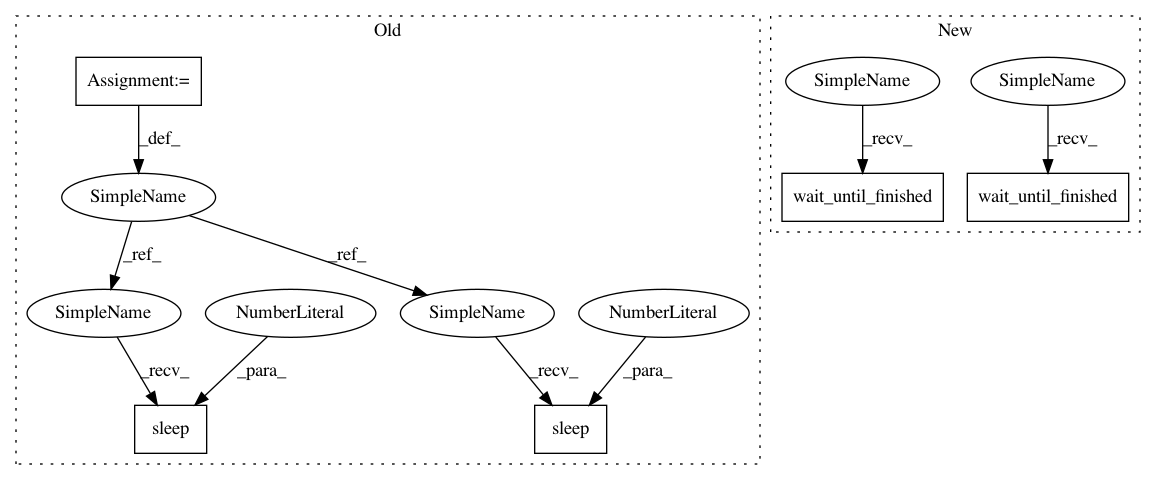 Old
New
Assignment:=
SimpleName
SimpleName
_def_
_recv_
_recv_
SimpleName
wait_until_finished
wait_until_finished
_ref_
_ref_
SimpleName
NumberLiteral
SimpleName
NumberLiteral
_recv_
_para_
_recv_
_para_
sleep
sleep